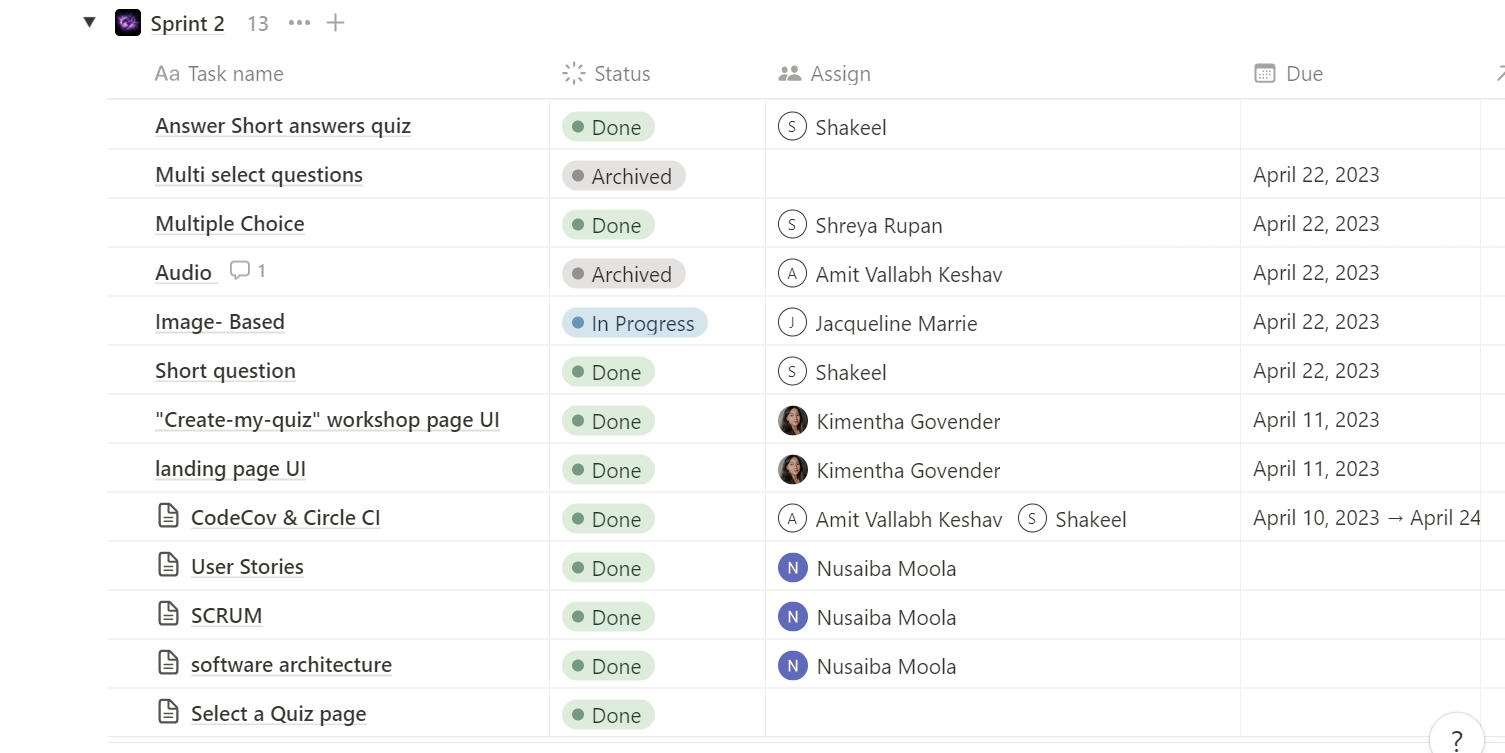 Sprint 2 13
Aa Task name Status Assign Due
Answer Short answers quiz Done S Shakeel
Multi select questions Archived April 22, 2023
Multiple Choice Done S Shreya Rupan April 22, 2023
Audio 1 Archived A Amit Vallabh Keshav April 22, 2023
Image- Based In Progress J Jacqueline Marrie April 22, 2023
Short question Done S Shakeel April 22, 2023
"Create-my-quiz" workshop page UI Done Kimentha Govender April 11, 2023
landing page UI Done Kimentha Govender April 11, 2023
CodeCov & Circle CI Done A Amit Vallabh Keshav S Shakeel April 10, 2023 → April 24
User Stories Done N Nusaiba Moola
SCRUM Done N Nusaiba Moola
software architecture Done N Nusaiba Moola
Select a Quiz page Done
?